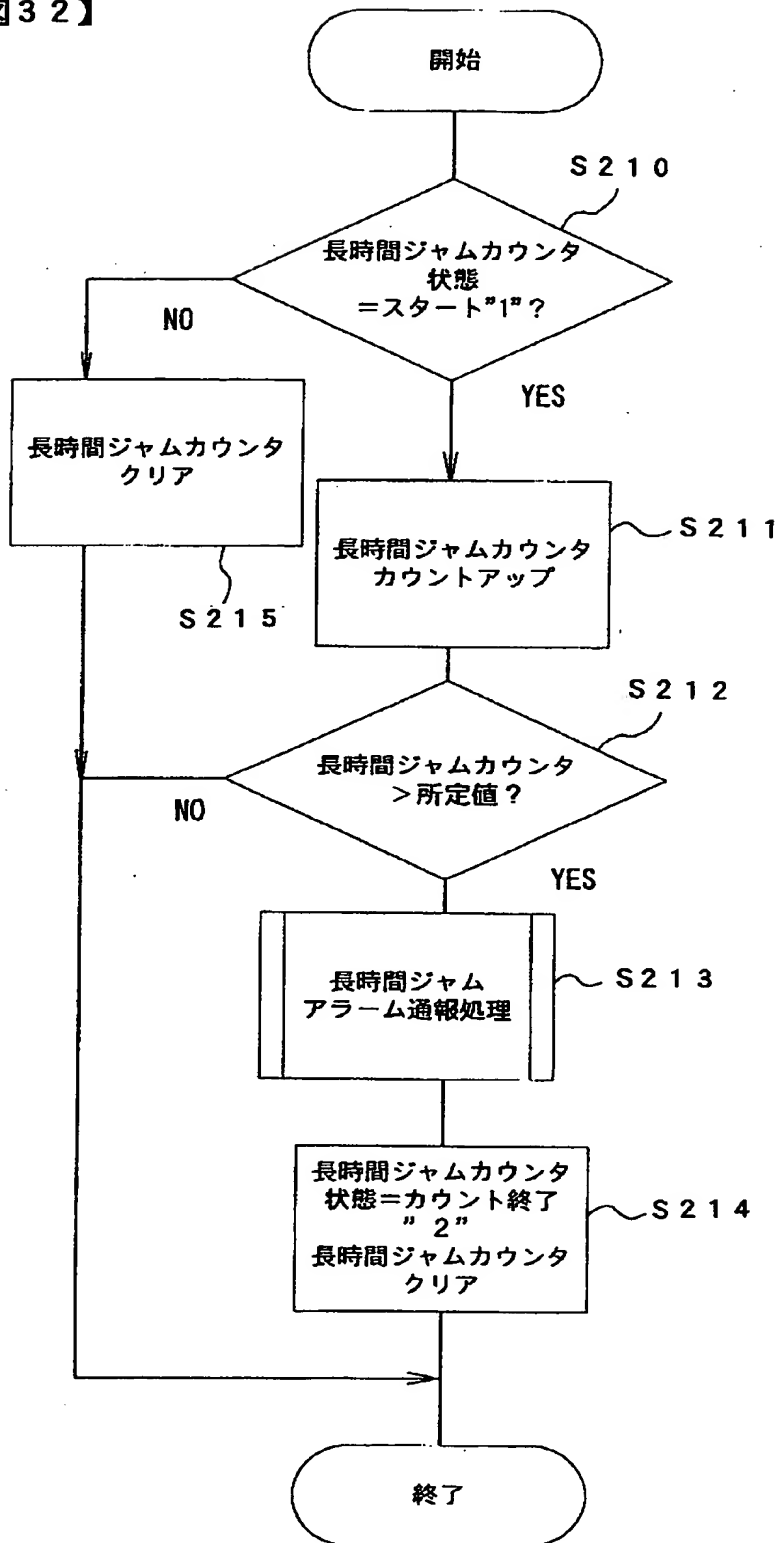 図32】
開始
S210
長時間ジャムカウンタ
状態
=スタート"1"?
NO
YES
長時間ジャムカウンタ
クリア
S215
長時間ジャムカウンタ
カウントアップ
S211
S212
長時間ジャムカウンタ
>所定値?
NO
YES
長時間ジャム
アラーム通報処理
S213
長時間ジャムカウンタ
状態=カウント終了
"2"
長時間ジャムカウンタ
クリア
S214
終了